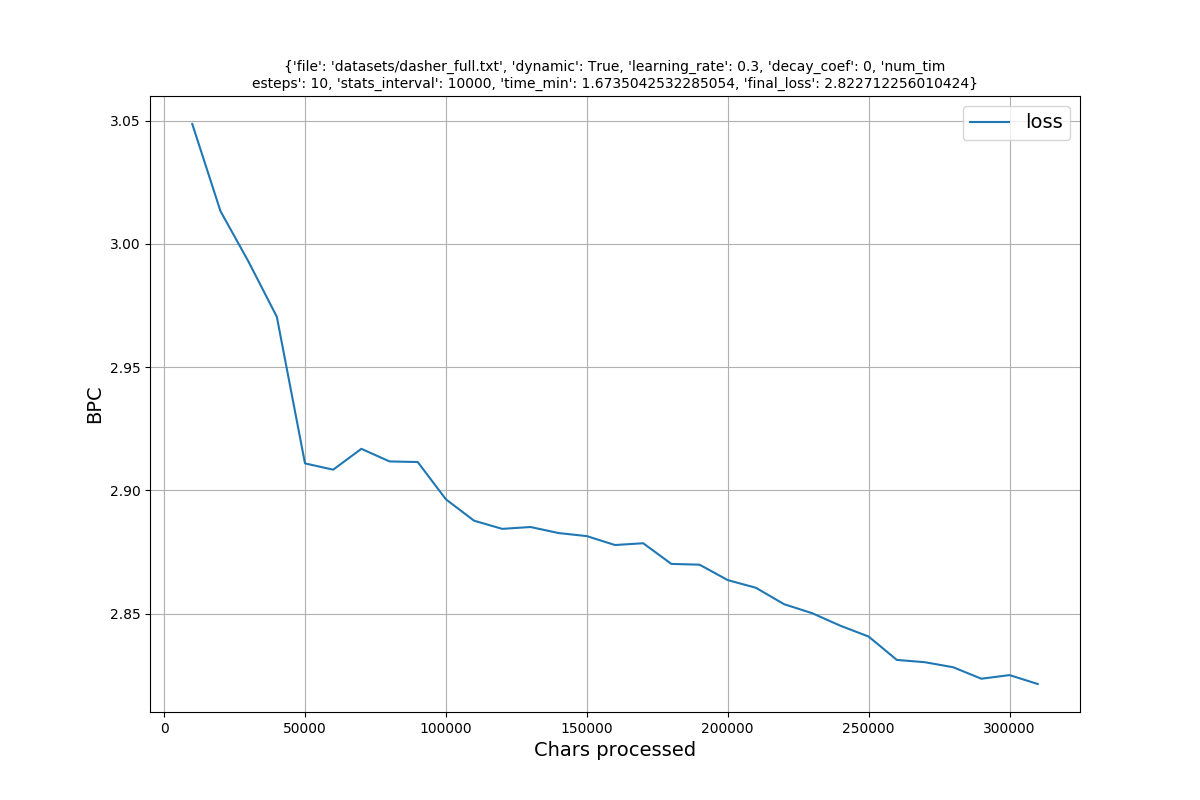 {'file': 'datasets/dasher_full.txt', 'dynamic': True, 'learning_rate': 0.3, 'decay_coef': 0, 'num_tim
esteps': 10, 'stats_interval': 10000, 'time_min': 1.6735042532285054, 'final_loss': 2.822712256010424}
loss
3.05
3.00
2.95
2.90
2.85
BPC
0
50000
100000
150000
200000
250000
300000
Chars processed